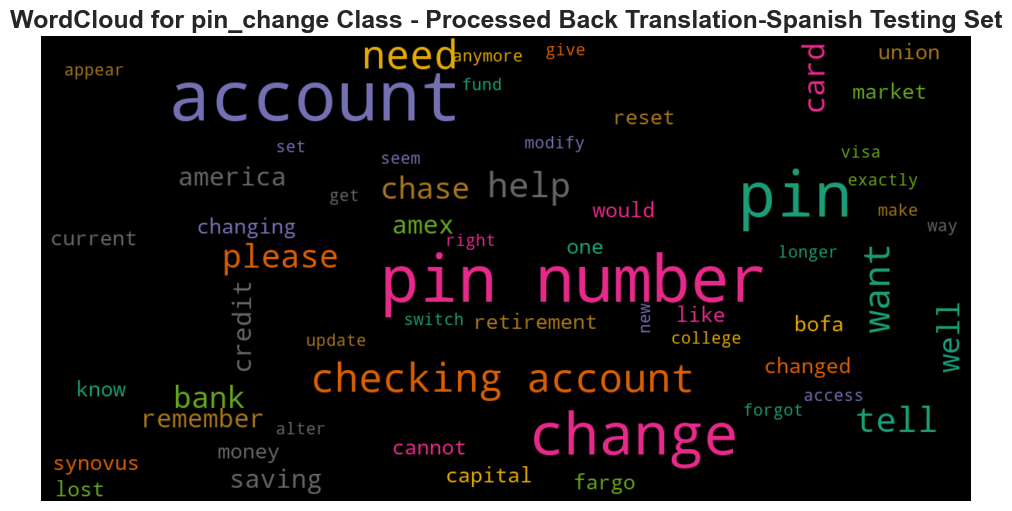 WordCloud for pin_change Class - Processed Back Translation-Spanish Testing Set
need
anymore
give
card
union
appear
account
fund
market
reset
set
seem
modify
visa
america
get
chase
help
pin
exactly
changing
amex
would
make
way
current
please
right
one
longer
want
pin number
credit
switch
retirement
new
like
college
bofa
well
update
checking account
changed
know
bank
access
remember
alter
change
forgot
tell
money
cannot
synovus
lost
saving
capital
fargo